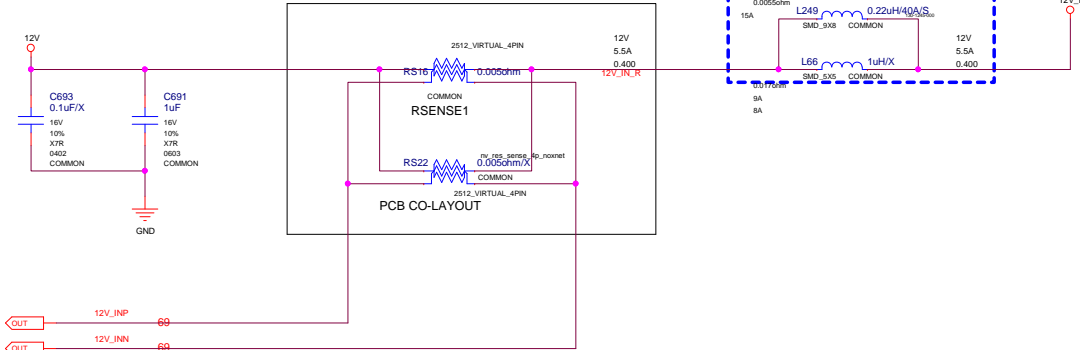 12V
C693
0.1uF/X
16V
10%
X7R
0402
COMMON
C691
1uF
16V
10%
X7R
0603
COMMON
GND
2512_VIRTUAL_4PIN
RS16
0.005ohm
COMMON
RSENSE1
12V
5.5A
0.400
12V_IN_R
nv_res_sense_4p_noxnet
RS22
0.005ohm/X
COMMON
2512_VIRTUAL_4PIN
PCB CO-LAYOUT
0.0055ohm
15A
L249
0.22uH/40A/S
SMD_9X8
COMMON
L66
1uH/X
SMD_5X5
COMMON
0.017ohm
9A
8A
12V
5.5A
0.400
OUT
12V_INP
69
OUT
12V_INN
69